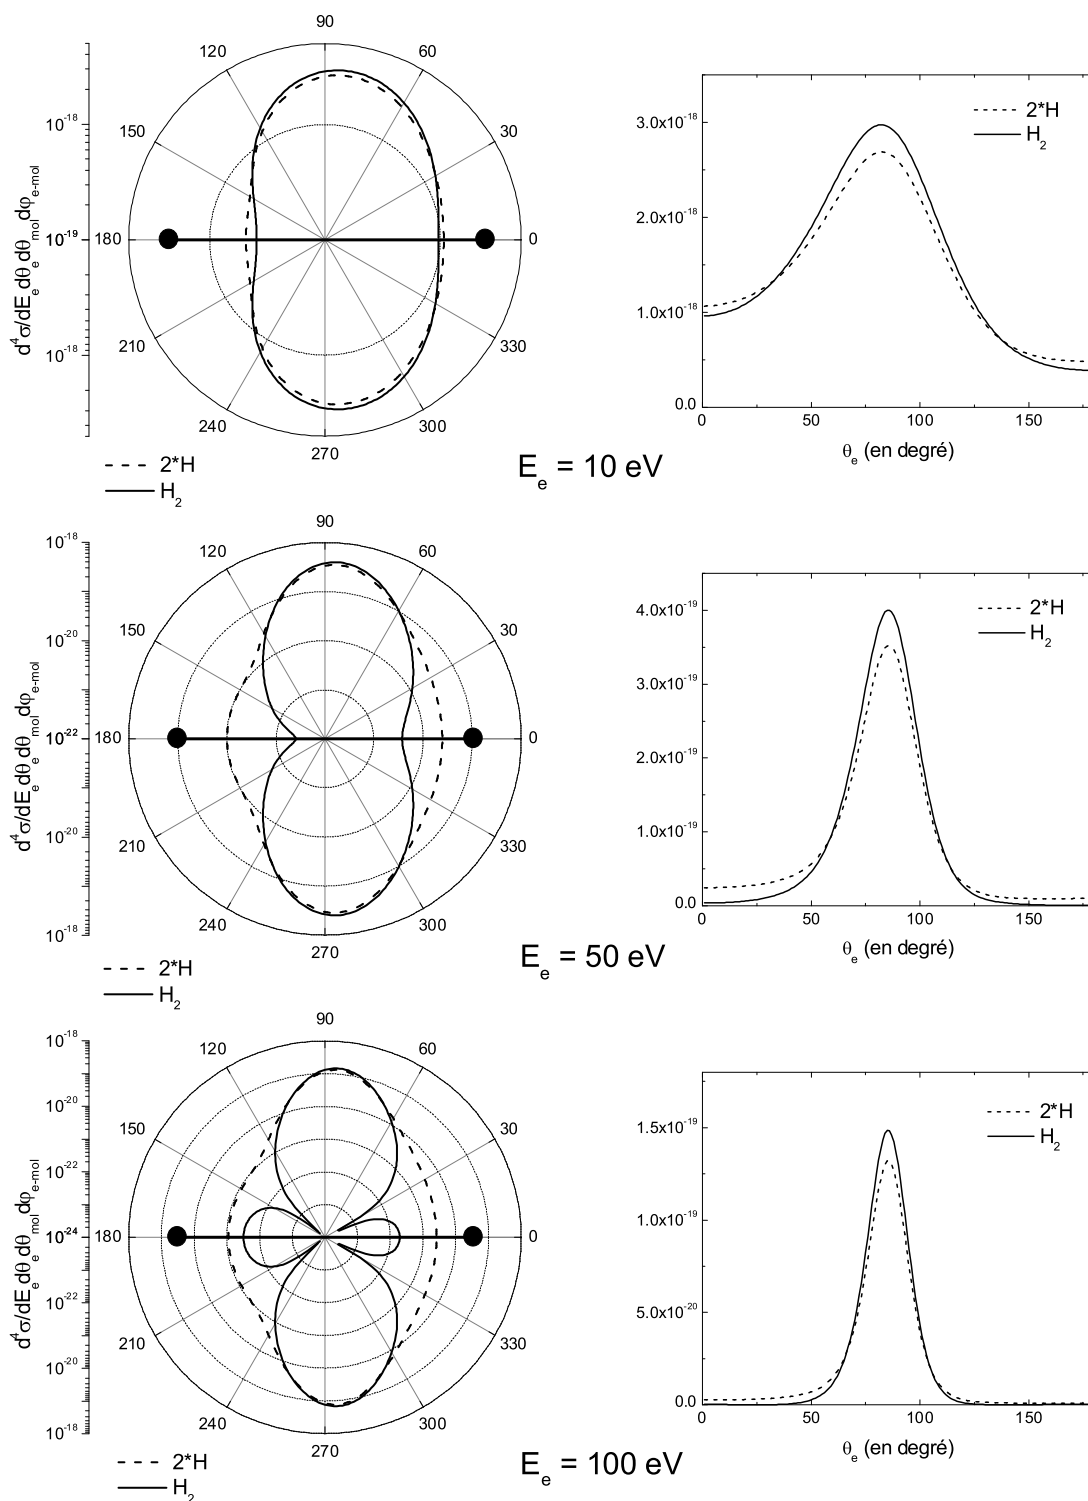 90
120
60
150
30
180
0
210
330
240
300
270
10^-18
10^-19
10^-18
d^4σ/dE_e dθ_e dθ_mol dφ_e-mol
2*H
H_2
3.0x10^-18
2.0x10^-18
1.0x10^-18
0.0
0 50 100 150
θ_e (en degré)
2*H
H_2
E_e = 10 eV
90
120
60
150
30
180
0
210
330
240
300
270
10^-18
10^-20
10^-22
10^-20
10^-18
d^4σ/dE_e dθ_e dθ_mol dφ_e-mol
2*H
H_2
4.0x10^-19
3.0x10^-19
2.0x10^-19
1.0x10^-19
0.0
0 50 100 150
θ_e (en degré)
2*H
H_2
E_e = 50 eV
90
120
60
150
30
180
0
210
330
240
300
270
10^-18
10^-20
10^-22
10^-24
10^-22
10^-20
10^-18
d^4σ/dE_e dθ_e dθ_mol dφ_e-mol
2*H
H_2
1.5x10^-19
1.0x10^-19
5.0x10^-20
0.0
0 50 100 150
θ_e (en degré)
2*H
H_2
E_e = 100 eV